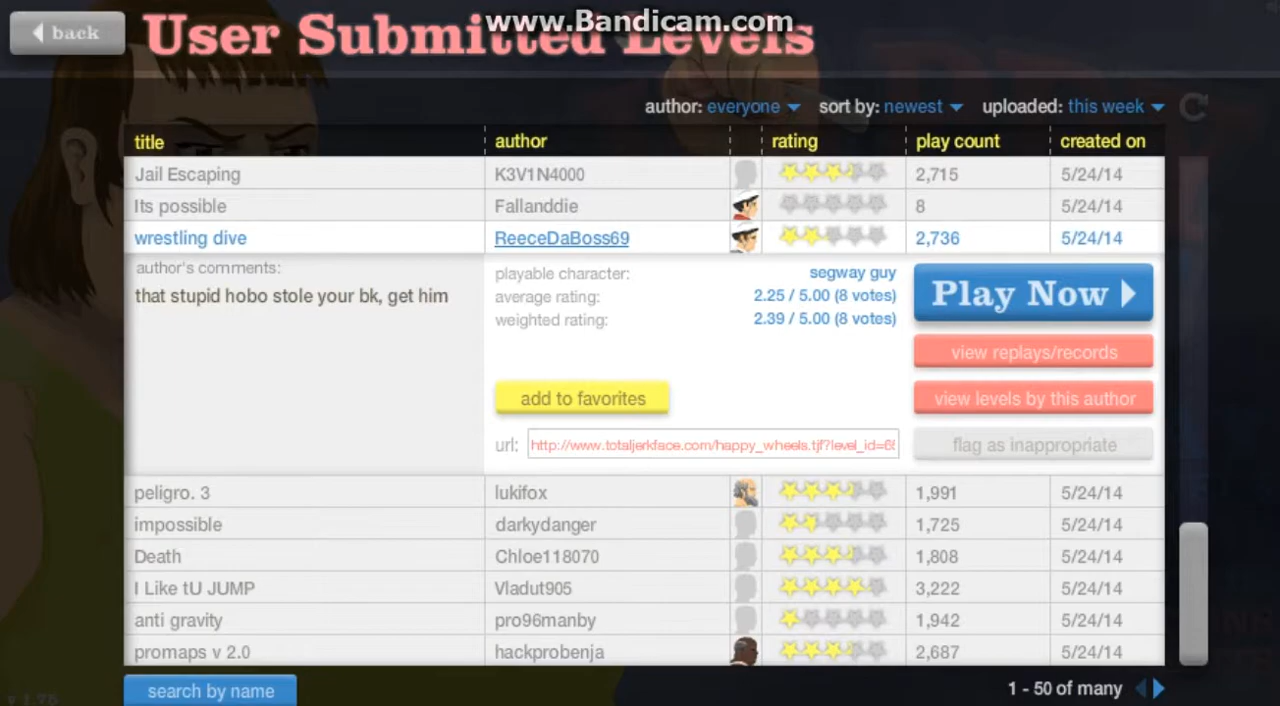 www.Bandicam.com
back
User Submitted Levels
author: everyone sort by: newest uploaded: this week
title author rating play count created on
Jail Escaping K3V1N4000 2,715 5/24/14
Its possible Fallanddie 8 5/24/14
wrestling dive ReeceDaBoss69 2,736 5/24/14
author's comments:
that stupid hobo stole your bk, get him
playable character: segway guy
average rating: 2.25 / 5.00 (8 votes)
weighted rating: 2.39 / 5.00 (8 votes)
add to favorites
url: http://www.totaljerkface.com/happy_wheels.tjf?level_id=6
Play Now
view replays/records
view levels by this author
flag as inappropriate
peligro. 3 lukifox 1,991 5/24/14
impossible darkydanger 1,725 5/24/14
Death Chloe118070 1,808 5/24/14
I Like tU JUMP Vladut905 3,222 5/24/14
anti gravity pro96manby 1,942 5/24/14
promaps v 2.0 hackprobenja 2,687 5/24/14
search by name
1 - 50 of many